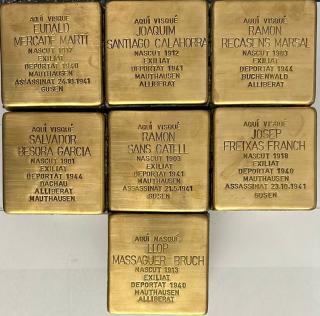 AQUÍ VISQUÉ
EUDALD
MERCADÉ MARTÍ
NASCUT 1917
EXILIAT
DEPORTAT 1940
MAUTHAUSEN
ASSASSINAT 24.10.1941
GUSEN
AQUÍ VISQUÉ
JOAQUIM
SANTIAGO CALAHORRA
NASCUT 1912
EXILIAT
DEPORTAT 1941
MAUTHAUSEN
ALLIBERAT
AQUÍ VISQUÉ
RAMON
RECASENS MARSAL
NASCUT 1903
EXILIAT
DEPORTAT 1944
BUCHENWALD
ALLIBERAT
AQUÍ VISQUÉ
SALVADOR
BESORA GARCIA
NASCUT 1901
EXILIAT
DEPORTAT 1944
DACHAU
ALLIBERAT
MAUTHAUSEN
AQUÍ VISQUÉ
RAMON
SANS CATELL
NASCUT 1903
EXILIAT
DEPORTAT 1941
MAUTHAUSEN
ASSASSINAT 21.5.1941
GUSEN
AQUÍ VISQUÉ
JOSEP
FREIXAS FRANCH
NASCUT 1918
EXILIAT
DEPORTAT 1940
MAUTHAUSEN
ASSASSINAT 23.10.1941
GUSEN
AQUÍ NASQUÉ
LLOP
MASSAGUER BRUCH
NASCUT 1913
EXILIAT
DEPORTAT 1940
MAUTHAUSEN
ALLIBERAT